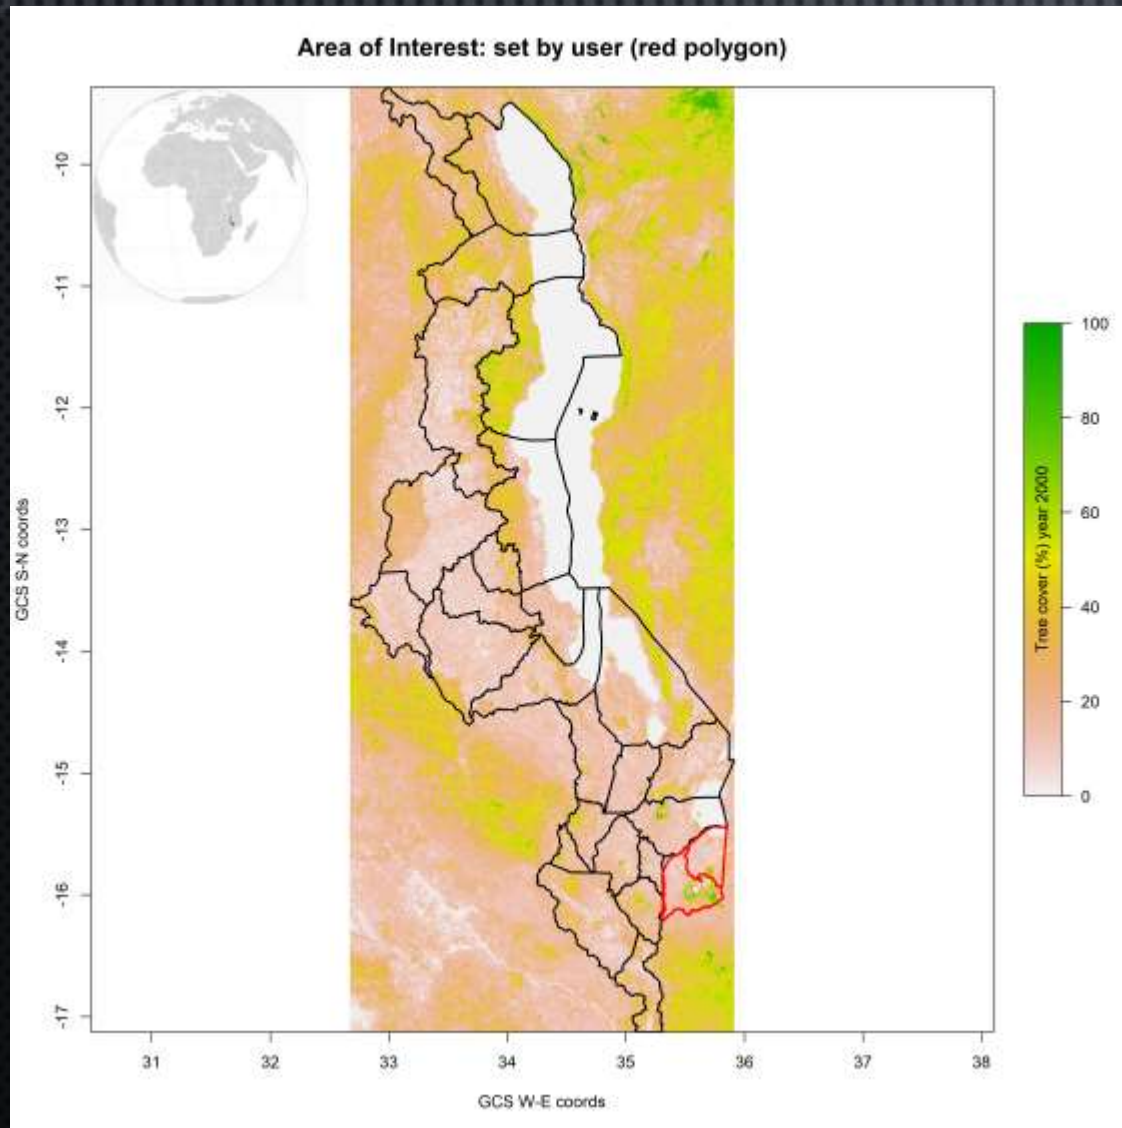 Area of Interest: set by user (red polygon)
-10
-11
-12
-13
-14
-15
-16
-17
GCS S-N coords
31 32 33 34 35 36 37 38
GCS W-E coords
100
80
60
40
20
0
Tree cover (%) year 2000